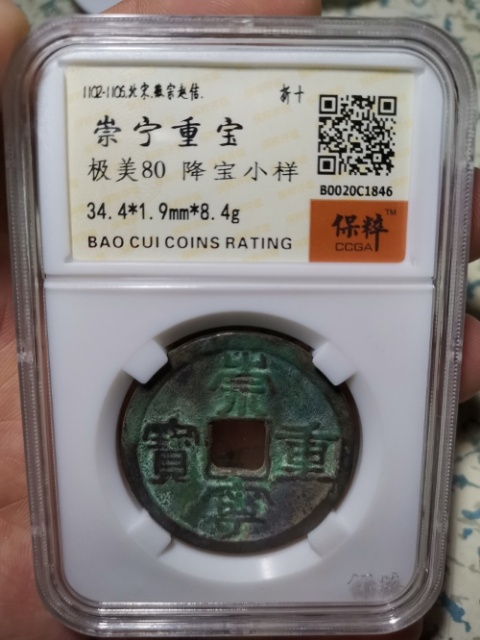 1102-1106.北宋.徽宗赵佶. 折十
崇宁重宝
极美80 降宝小样
B0020C1846
34.4*1.9mm*8.4g
保粹™
CCGA
BAO CUI COINS RATING
崇
寶 重
寧